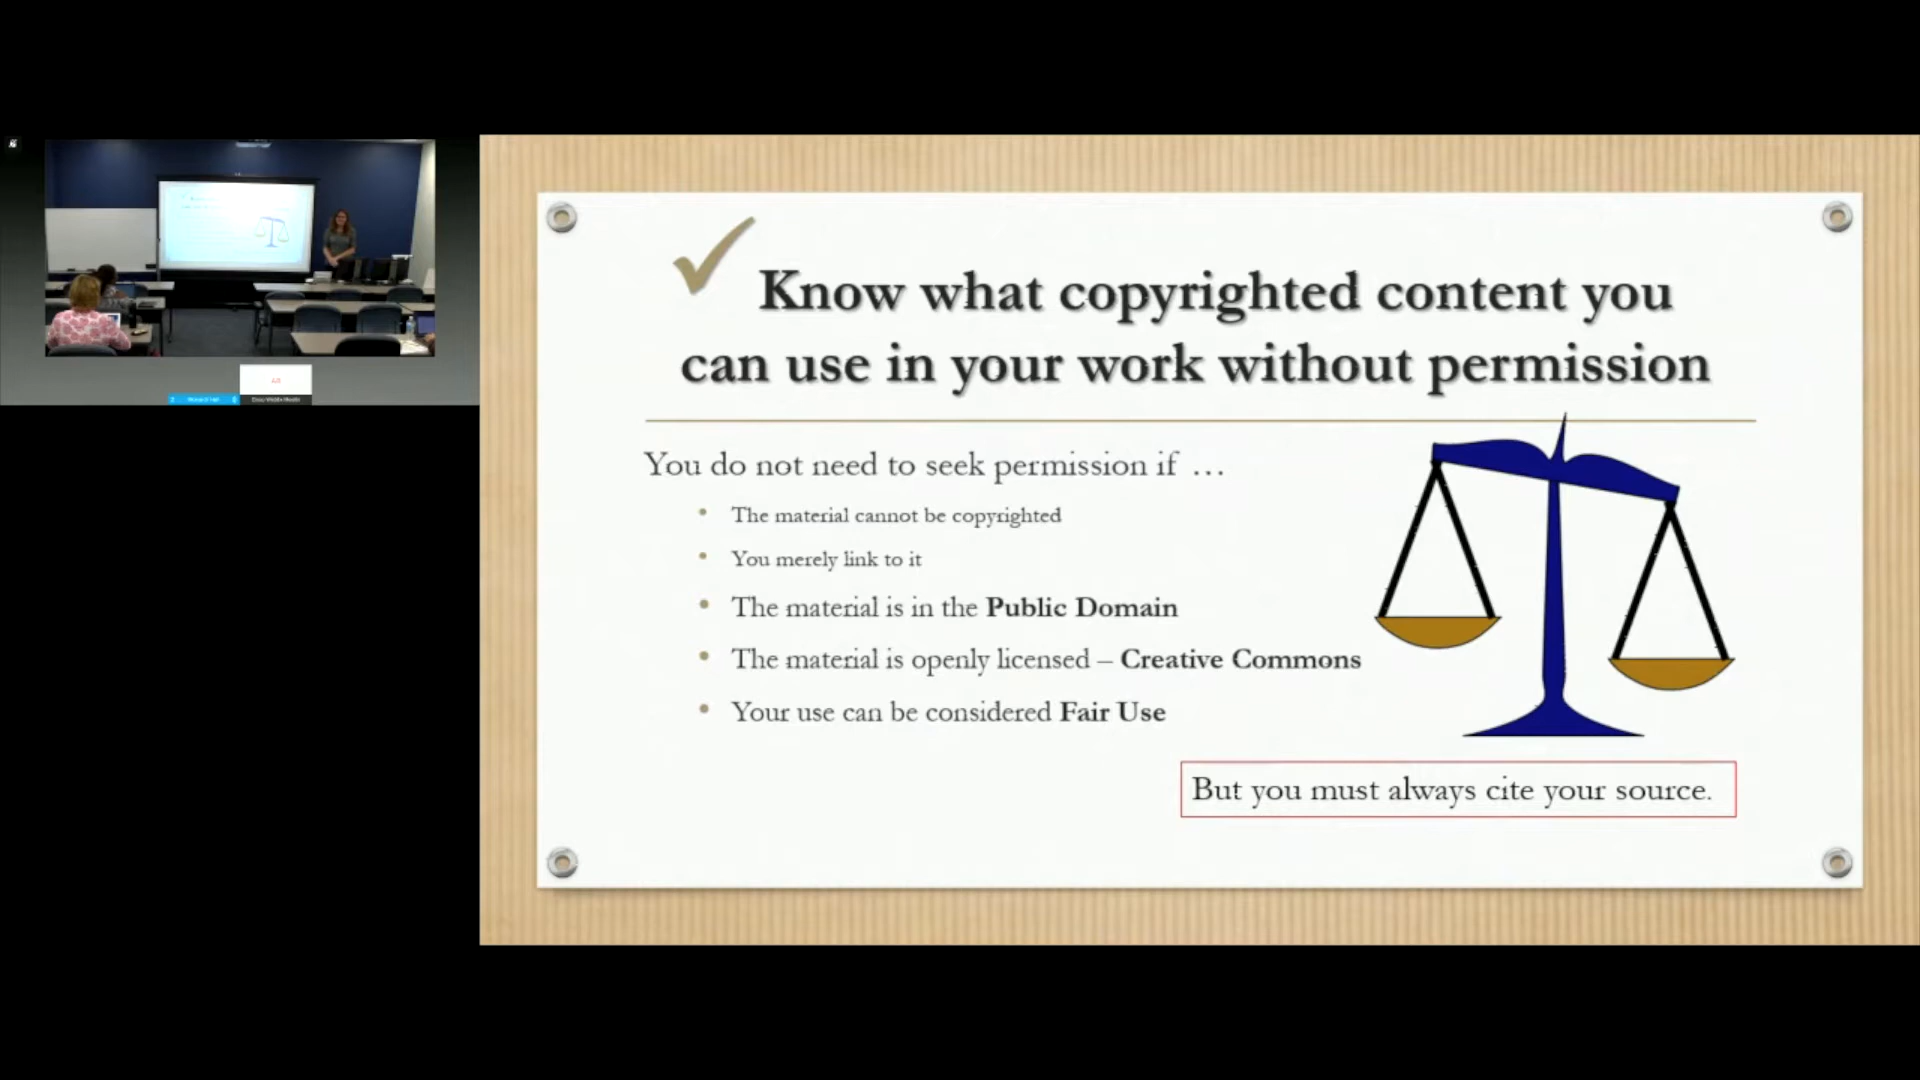 Know what copyrighted content you
can use in your work without permission
You do not need to seek permission if …
• The material cannot be copyrighted
• You merely link to it
• The material is in the Public Domain
• The material is openly licensed – Creative Commons
• Your use can be considered Fair Use
But you must always cite your source.